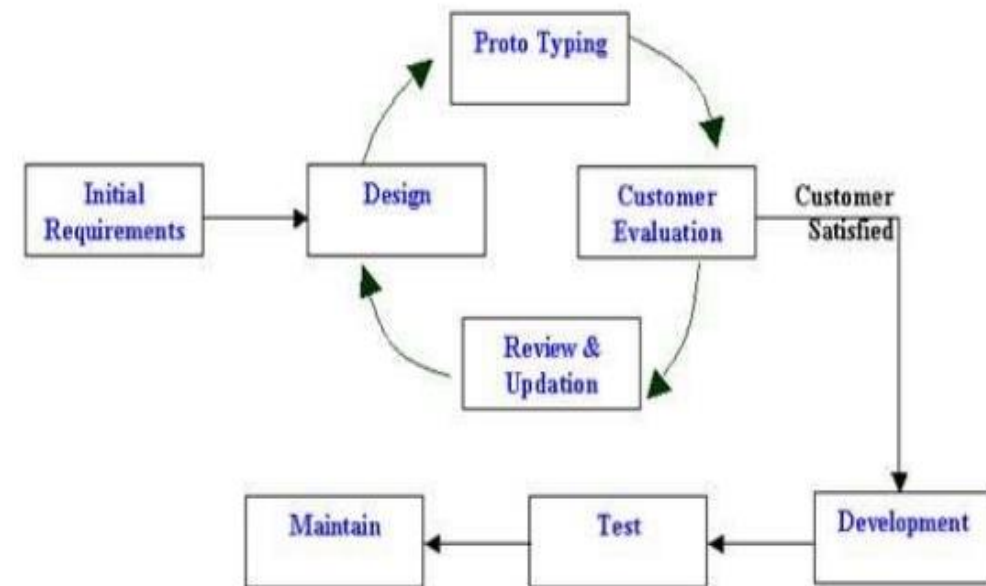 Proto Typing
Initial
Requirements
Design
Customer
Evaluation
Customer
Satisfied
Review &
Updation
Maintain
Test
Development